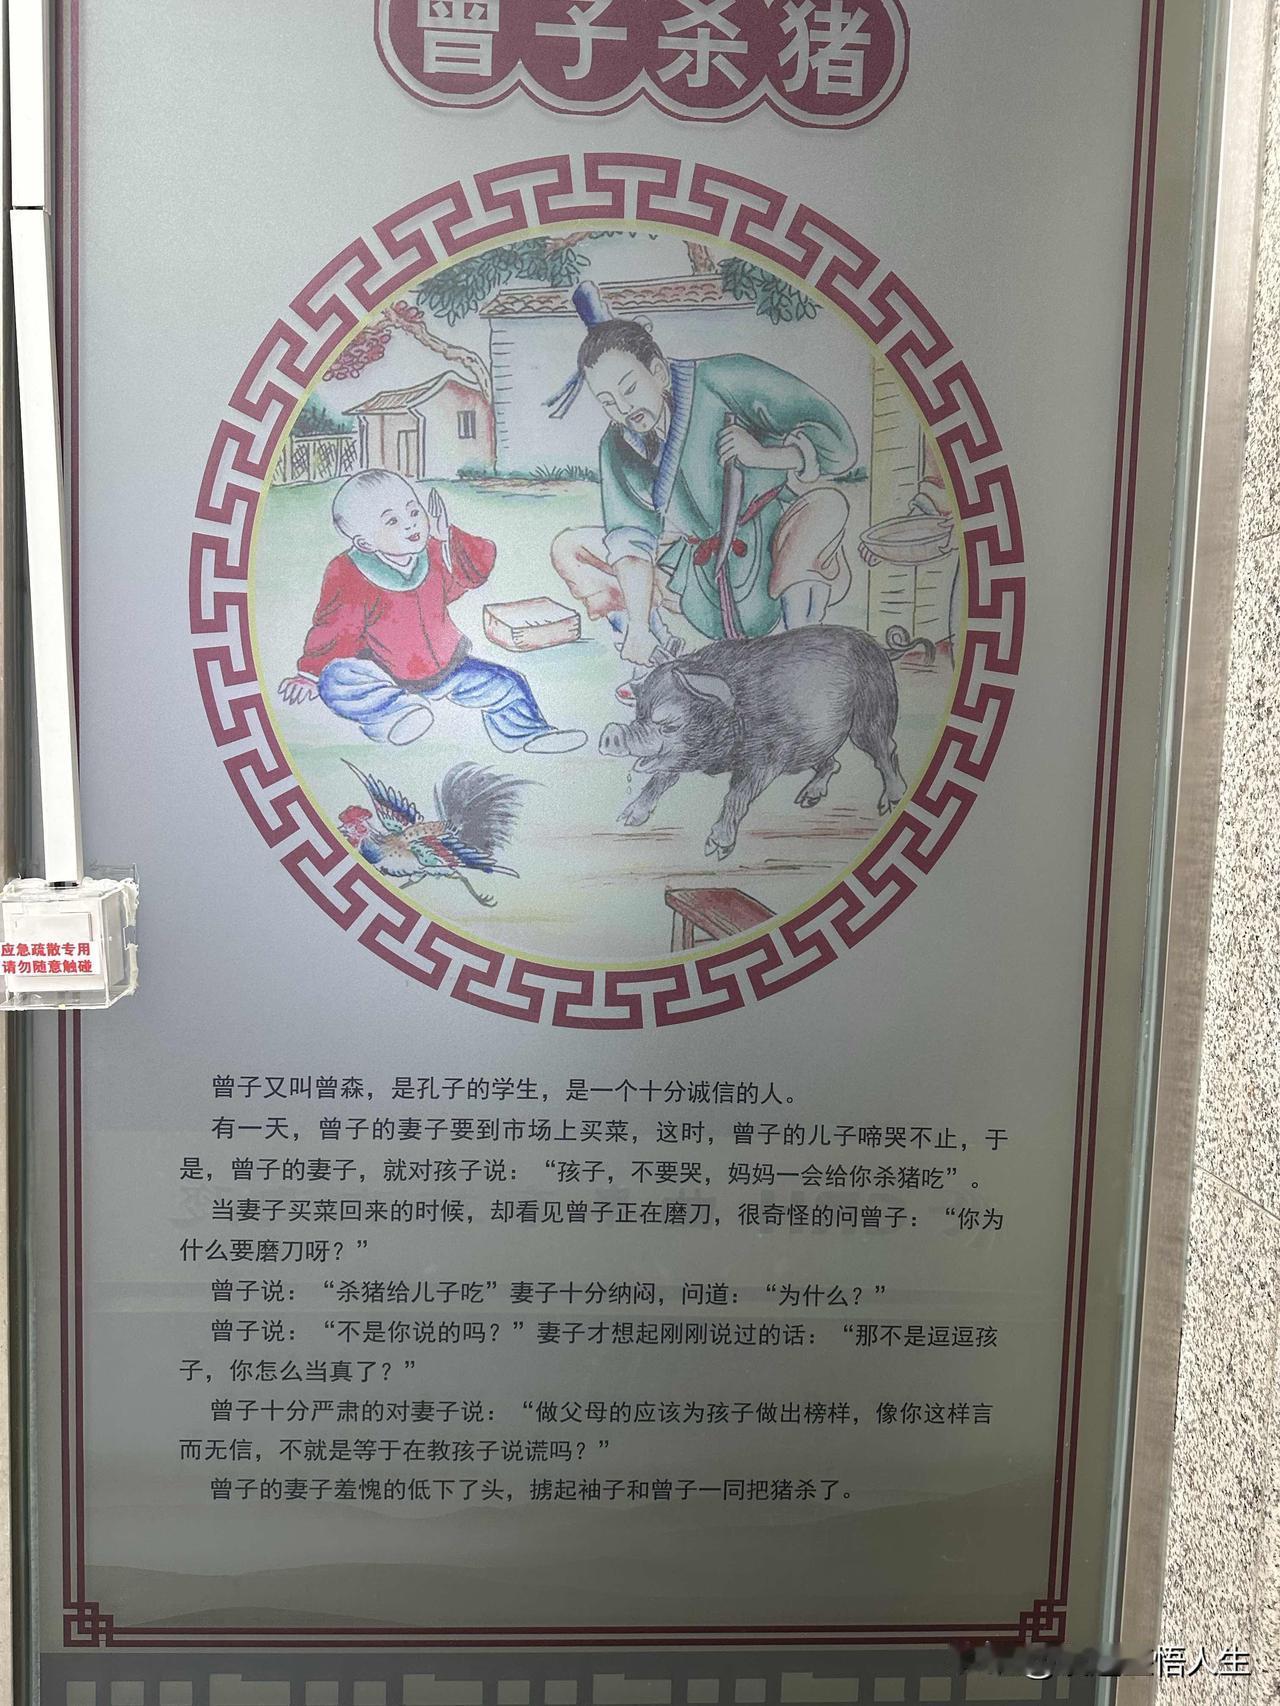 曾子杀猪
应急疏散专用
请勿随意触碰
曾子又叫曾森，是孔子的学生，是一个十分诚信的人。
有一天，曾子的妻子要到市场上买菜，这时，曾子的儿子啼哭不止，于
是，曾子的妻子，就对孩子说：“孩子，不要哭，妈妈一会给你杀猪吃”。
当妻子买菜回来的时候，却看见曾子正在磨刀，很奇怪的问曾子：“你为
什么要磨刀呀？”
曾子说：“杀猪给儿子吃”妻子十分纳闷，问道：“为什么？”
曾子说：“不是你说的吗？”妻子才想起刚刚说过的话：“那不是逗逗孩
子，你怎么当真了？”
曾子十分严肃的对妻子说：“做父母的应该为孩子做出榜样，像你这样言
而无信，不就是等于在教孩子说谎吗？”
曾子的妻子羞愧的低下了头，掳起袖子和曾子一同把猪杀了。
悟人生